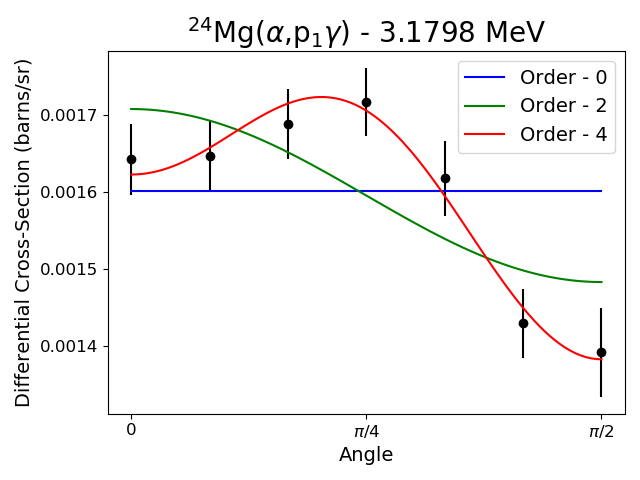 ²⁴Mg(α,p₁γ) - 3.1798 MeV
Differential Cross-Section (barns/sr)
0.0017
0.0016
0.0015
0.0014
Order - 0
Order - 2
Order - 4
0
π/4
π/2
Angle